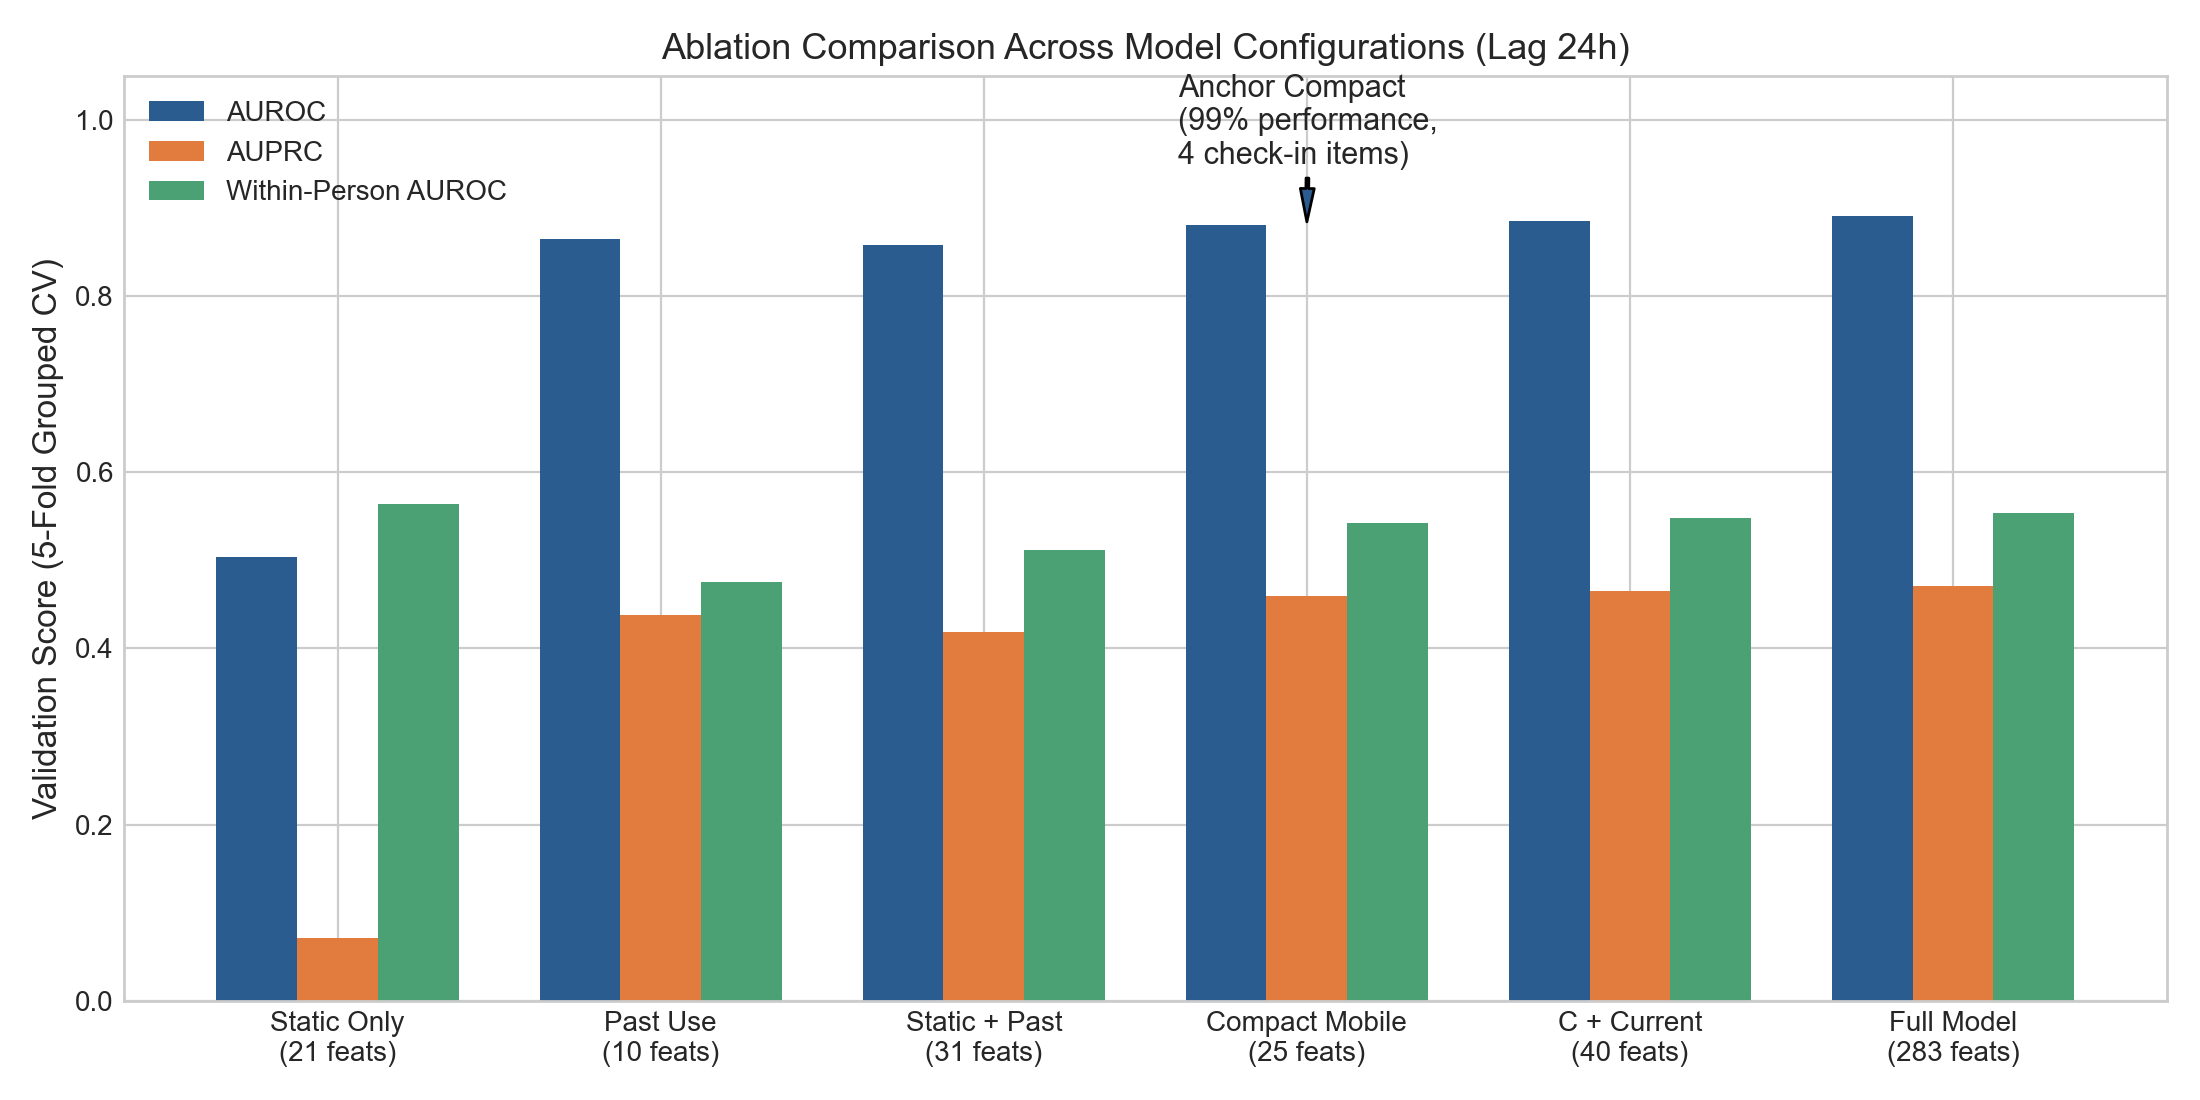 Ablation Comparison Across Model Configurations (Lag 24h)
Anchor Compact
(99% performance,
4 check-in items)
AUROC
AUPRC
Within-Person AUROC
Validation Score (5-Fold Grouped CV)
1.0
0.8
0.6
0.4
0.2
0.0
Static Only
(21 feats)
Past Use
(10 feats)
Static + Past
(31 feats)
Compact Mobile
(25 feats)
C + Current
(40 feats)
Full Model
(283 feats)